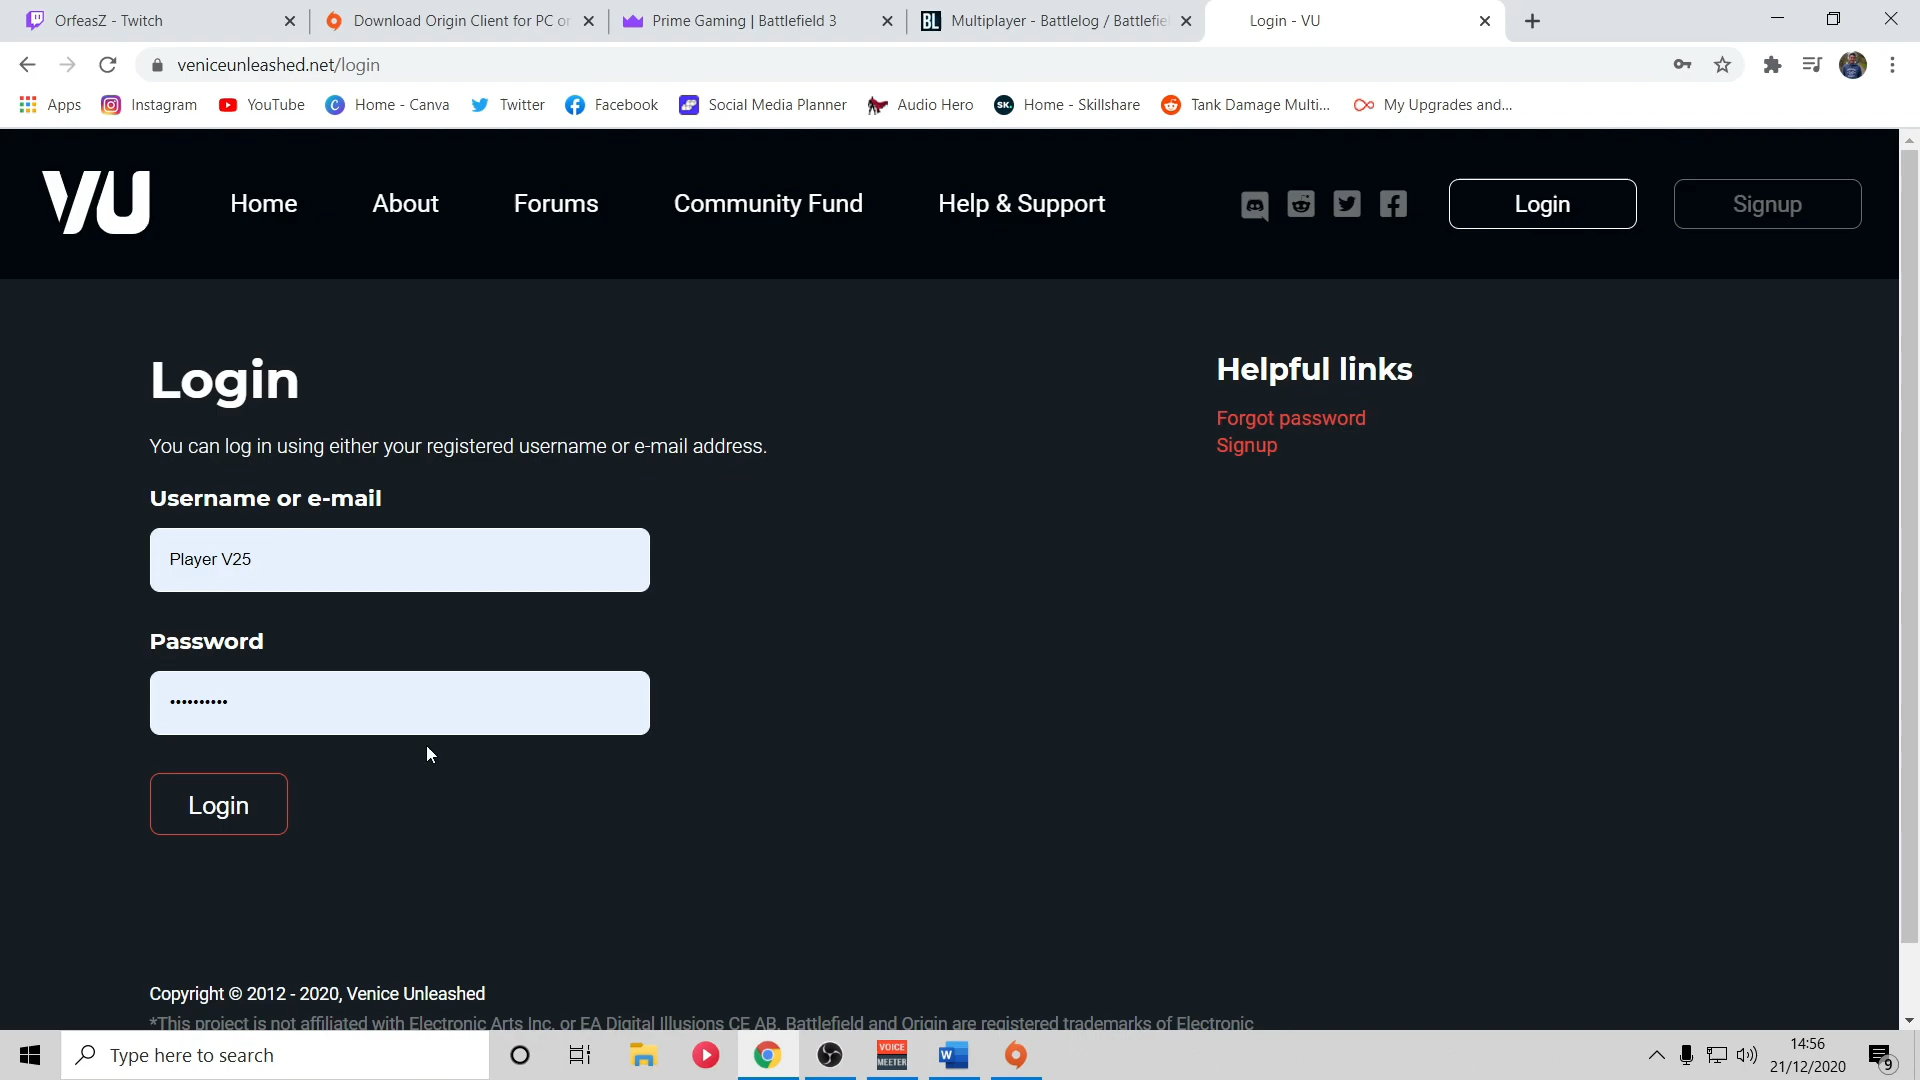 OrfeasZ - Twitch
Download Origin Client for PC or
Prime Gaming | Battlefield 3
BL Multiplayer - Battlelog / Battlefie
Login - VU
veniceunleashed.net/login
Apps
Instagram
YouTube
C Home - Canva
Twitter
Facebook
Social Media Planner
Audio Hero
SK. Home - Skillshare
Tank Damage Multi...
My Upgrades and...
VU
Home
About
Forums
Community Fund
Help & Support
Login
Signup
Login
You can log in using either your registered username or e-mail address.
Username or e-mail
Player V25
Password
••••••••••
Login
Helpful links
Forgot password
Signup
Copyright © 2012 - 2020, Venice Unleashed
*This project is not affiliated with Electronic Arts Inc. or EA Digital Illusions CE AB. Battlefield and Origin are registered trademarks of Electronic
Type here to search
VOICE
MEETER
W
14:56
21/12/2020
9